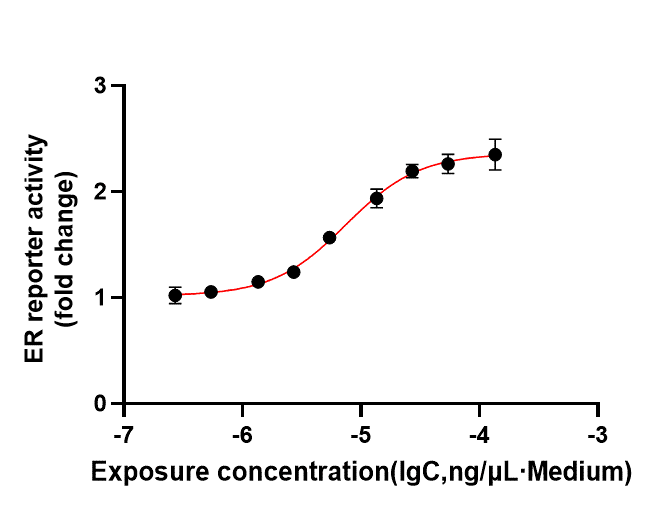 ER reporter activity
(fold change)
3
2
1
0
-7 -6 -5 -4 -3
Exposure concentration(lgC,ng/μL·Medium)